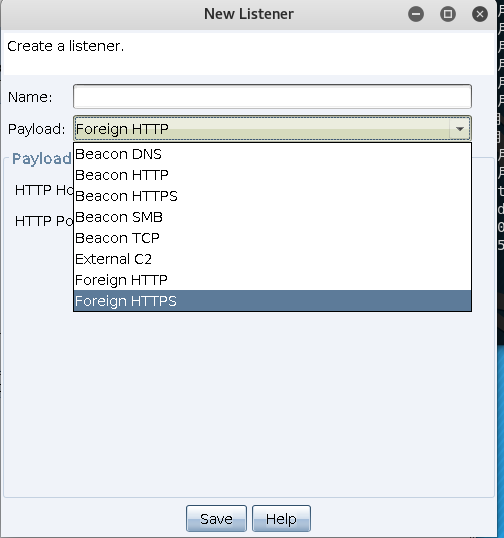 New Listener
Create a listener.
Name:
Payload: Foreign HTTP
Payload
Beacon DNS
Beacon HTTP
HTTP Ho
Beacon HTTPS
Beacon SMB
HTTP Po
Beacon TCP
External C2
Foreign HTTP
Foreign HTTPS
Save Help